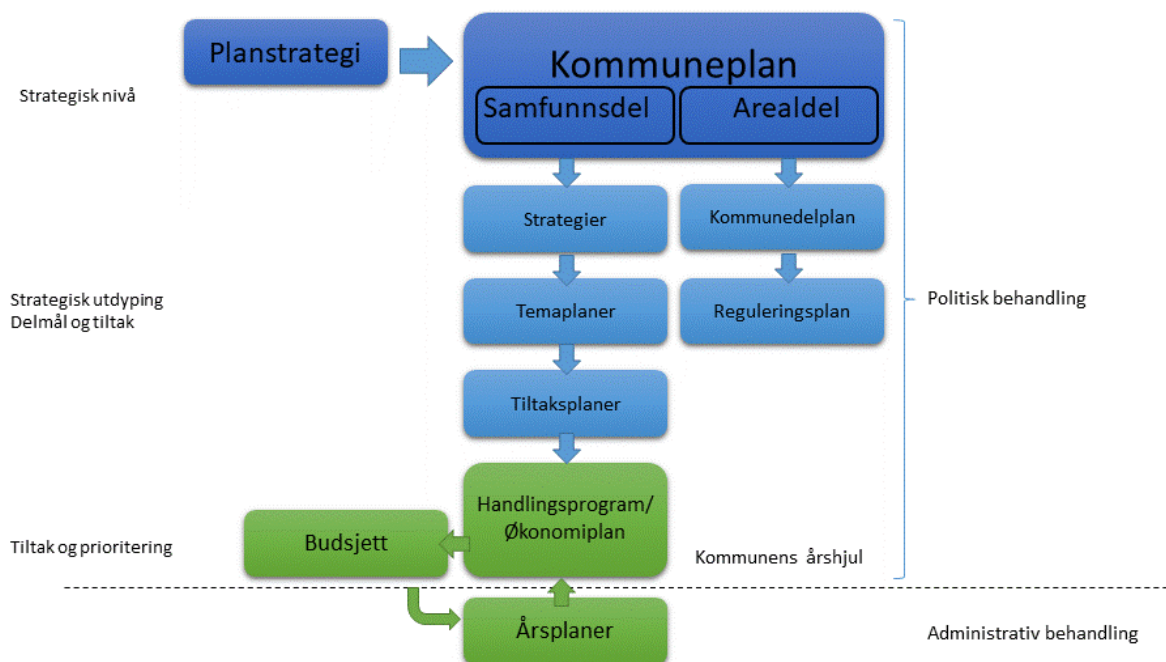 Planstrategi
Kommuneplan
Samfunnsdel
Arealdel
Strategisk nivå
Strategier
Kommunedelplan
Strategisk utdyping
Delmål og tiltak
Temaplaner
Reguleringsplan
Politisk behandling
Tiltaksplaner
Handlingsprogram/
Økonomiplan
Budsjett
Tiltak og prioritering
Kommunens årshjul
Årsplaner
Administrativ behandling